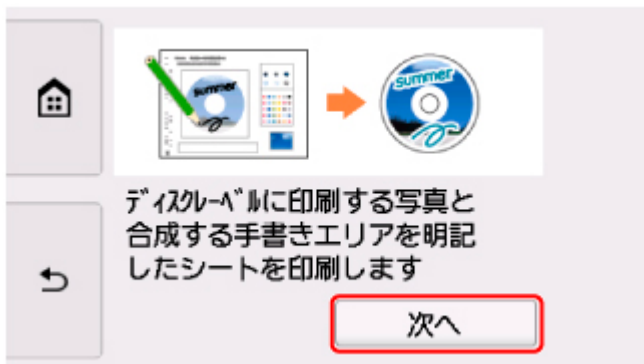 summer
summer
ディスクレーベルに印刷する写真と
合成する手書きエリアを明記
したシートを印刷します
次へ